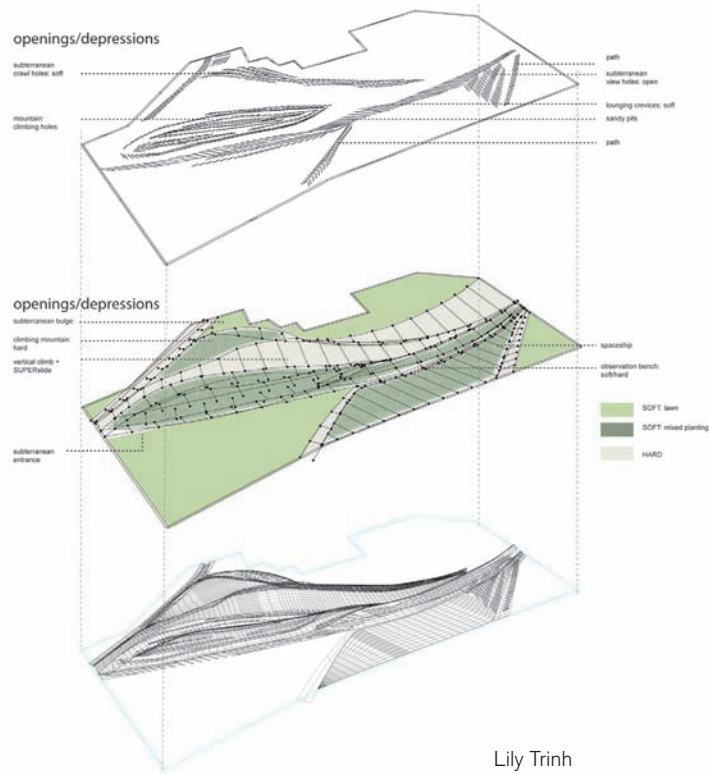 openings/depressions
subterranean
crawl holes: soft
mountain:
climbing holes
path
subterranean
view holes: open
lounging crevices: soft
sandy pits
path
openings/depressions
subterranean bulge
climbing mountain
hard
vertical climb +
SUPERslide
subterranean
entrance
spaceship
observation bench:
soft/hard
SOFT: lawn
SOFT: mixed planting
HARD
Lily Trinh